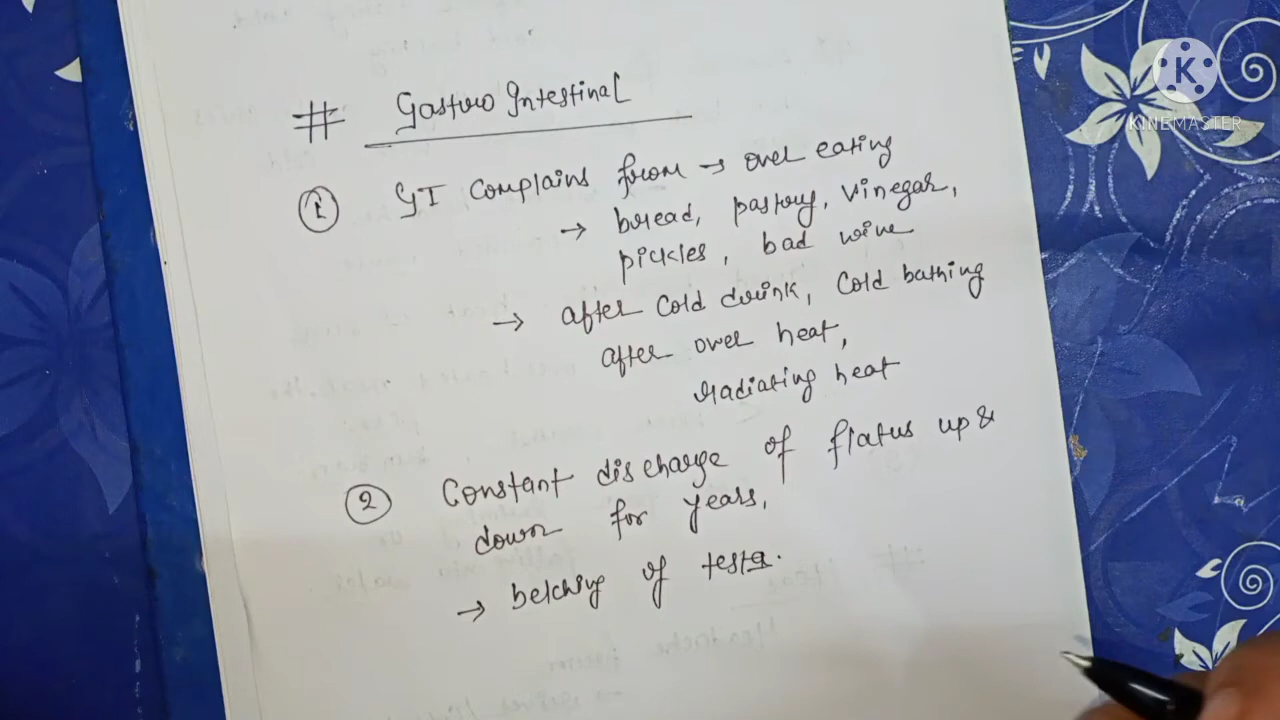 # Gastro Intestinal
① GI Complains from → over eating
→ bread, pastry, vinegar,
pickles, bad wine
→ after cold drink, cold bathing
after over heat,
radiating heat
② Constant discharge of flatus up &
down for years,
→ belching of
K
KINEMASTER